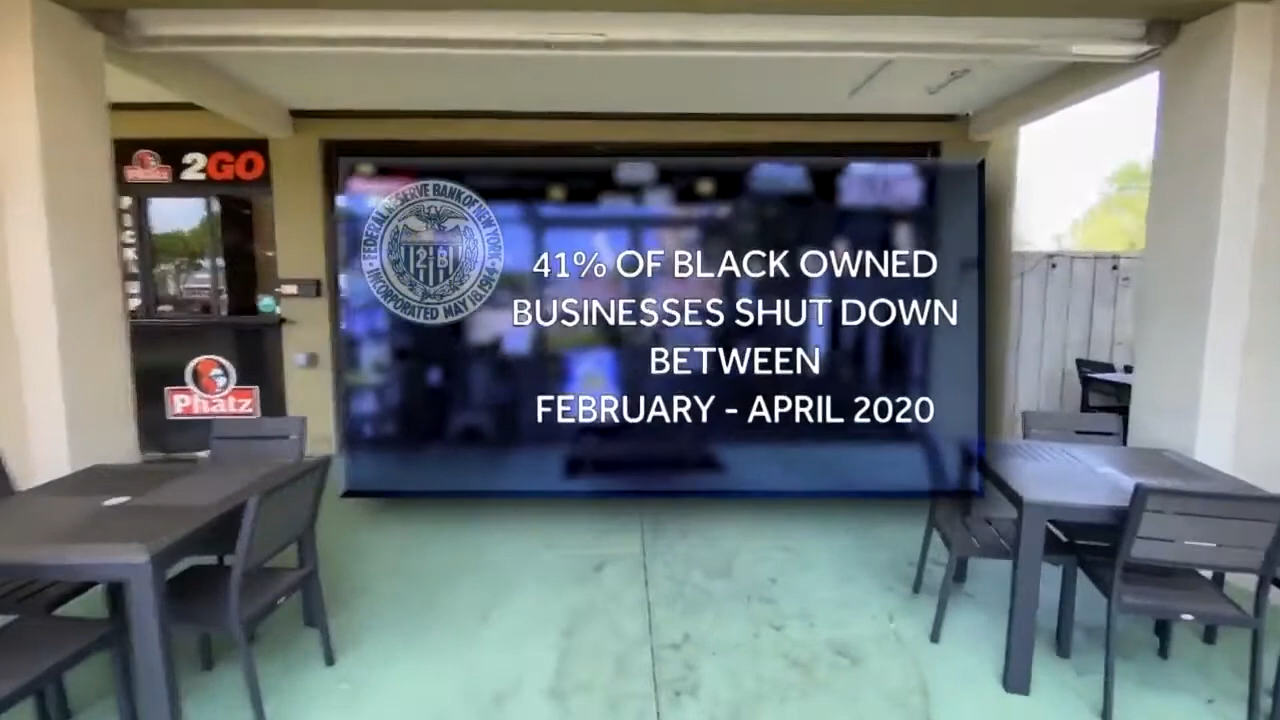 Phatz
2GO
FEDERAL RESERVE BANK OF NEW YORK
INCORPORATED MAY 18, 1914
2-B
41% OF BLACK OWNED
BUSINESSES SHUT DOWN
BETWEEN
FEBRUARY - APRIL 2020
Phatz